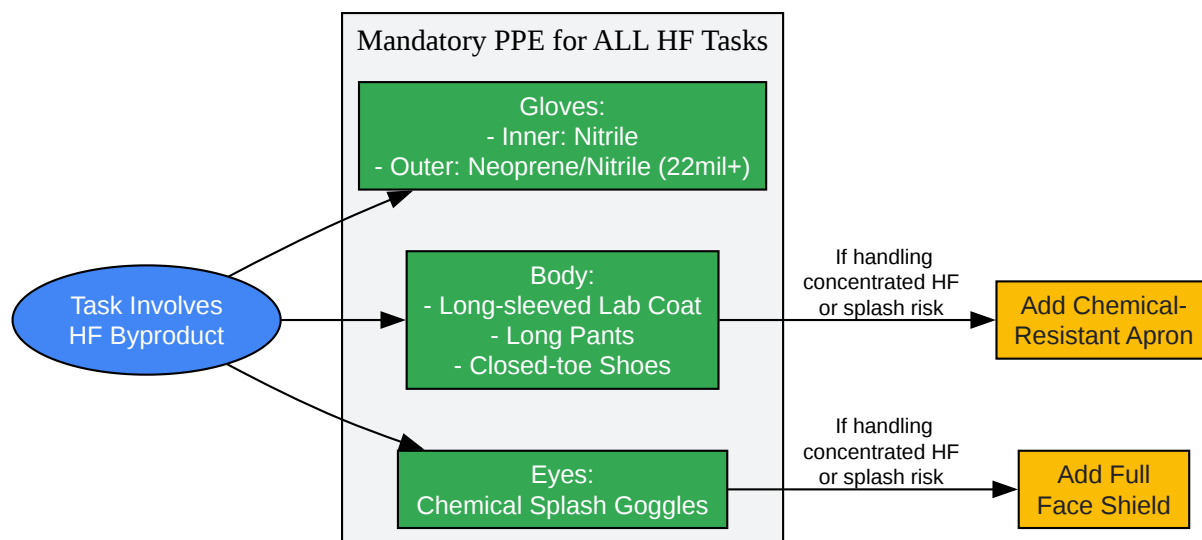 Mandatory PPE for ALL HF Tasks
Gloves:
- Inner: Nitrile
- Outer: Neoprene/Nitrile (22mil+)
Task Involves
HF Byproduct
Body:
- Long-sleeved Lab Coat
- Long Pants
- Closed-toe Shoes
If handling
concentrated HF
or splash risk
Add Chemical-
Resistant Apron
Eyes:
Chemical Splash Goggles
If handling
concentrated HF
or splash risk
Add Full
Face Shield